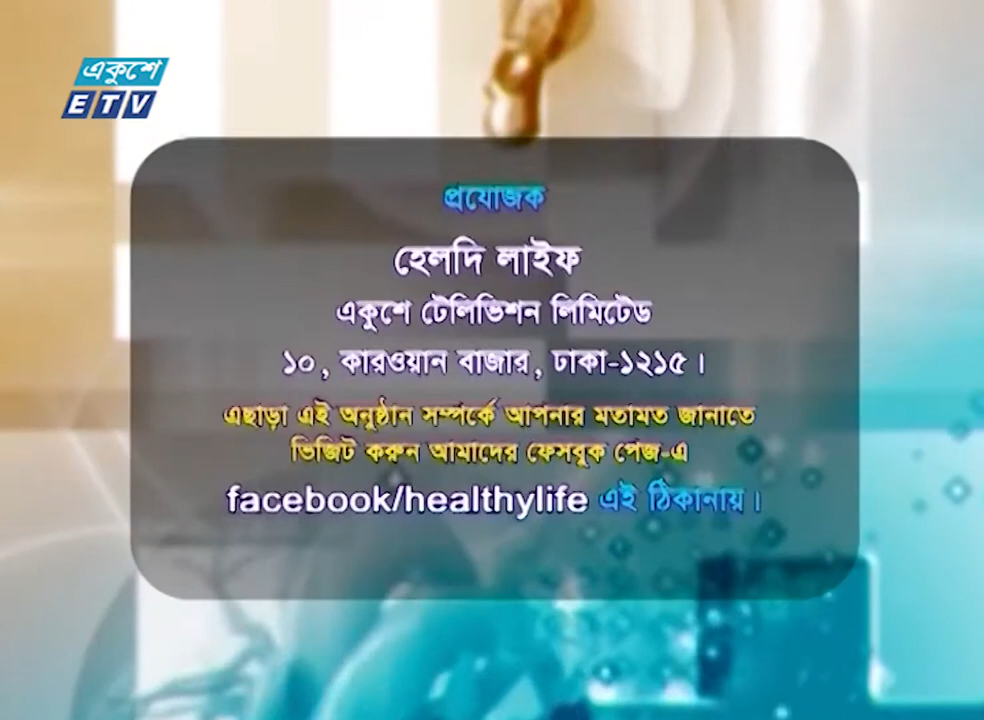 একুশে
ETV
প্রযোজক
হেলদি লাইফ
একুশে টেলিভিশন লিমিটেড
১০, কারওয়ান বাজার, ঢাকা-১২১৫।
এছাড়া এই অনুষ্ঠান সম্পর্কে আপনার মতামত জানাতে
ভিজিট করুন আমাদের ফেসবুক পেজ-এ
facebook/healthylife এই ঠিকানায়।